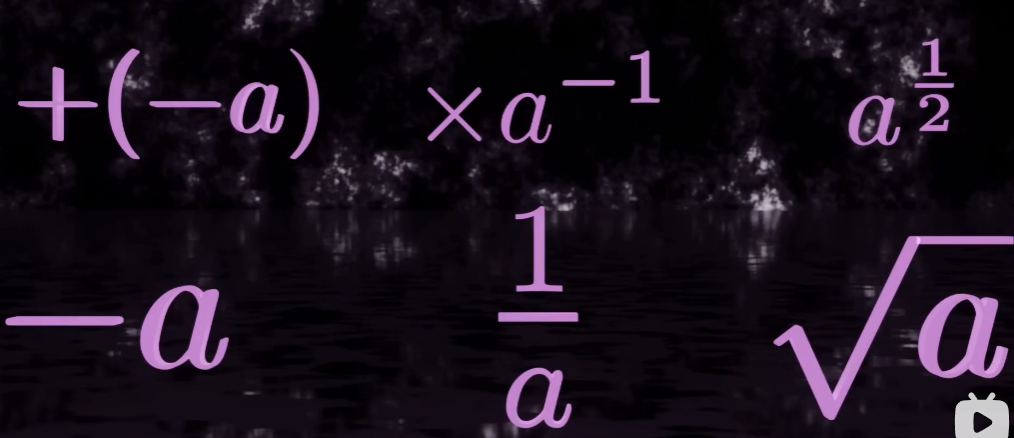 +(−a) ×a⁻¹ a^{1/2}
−a 1/a √a